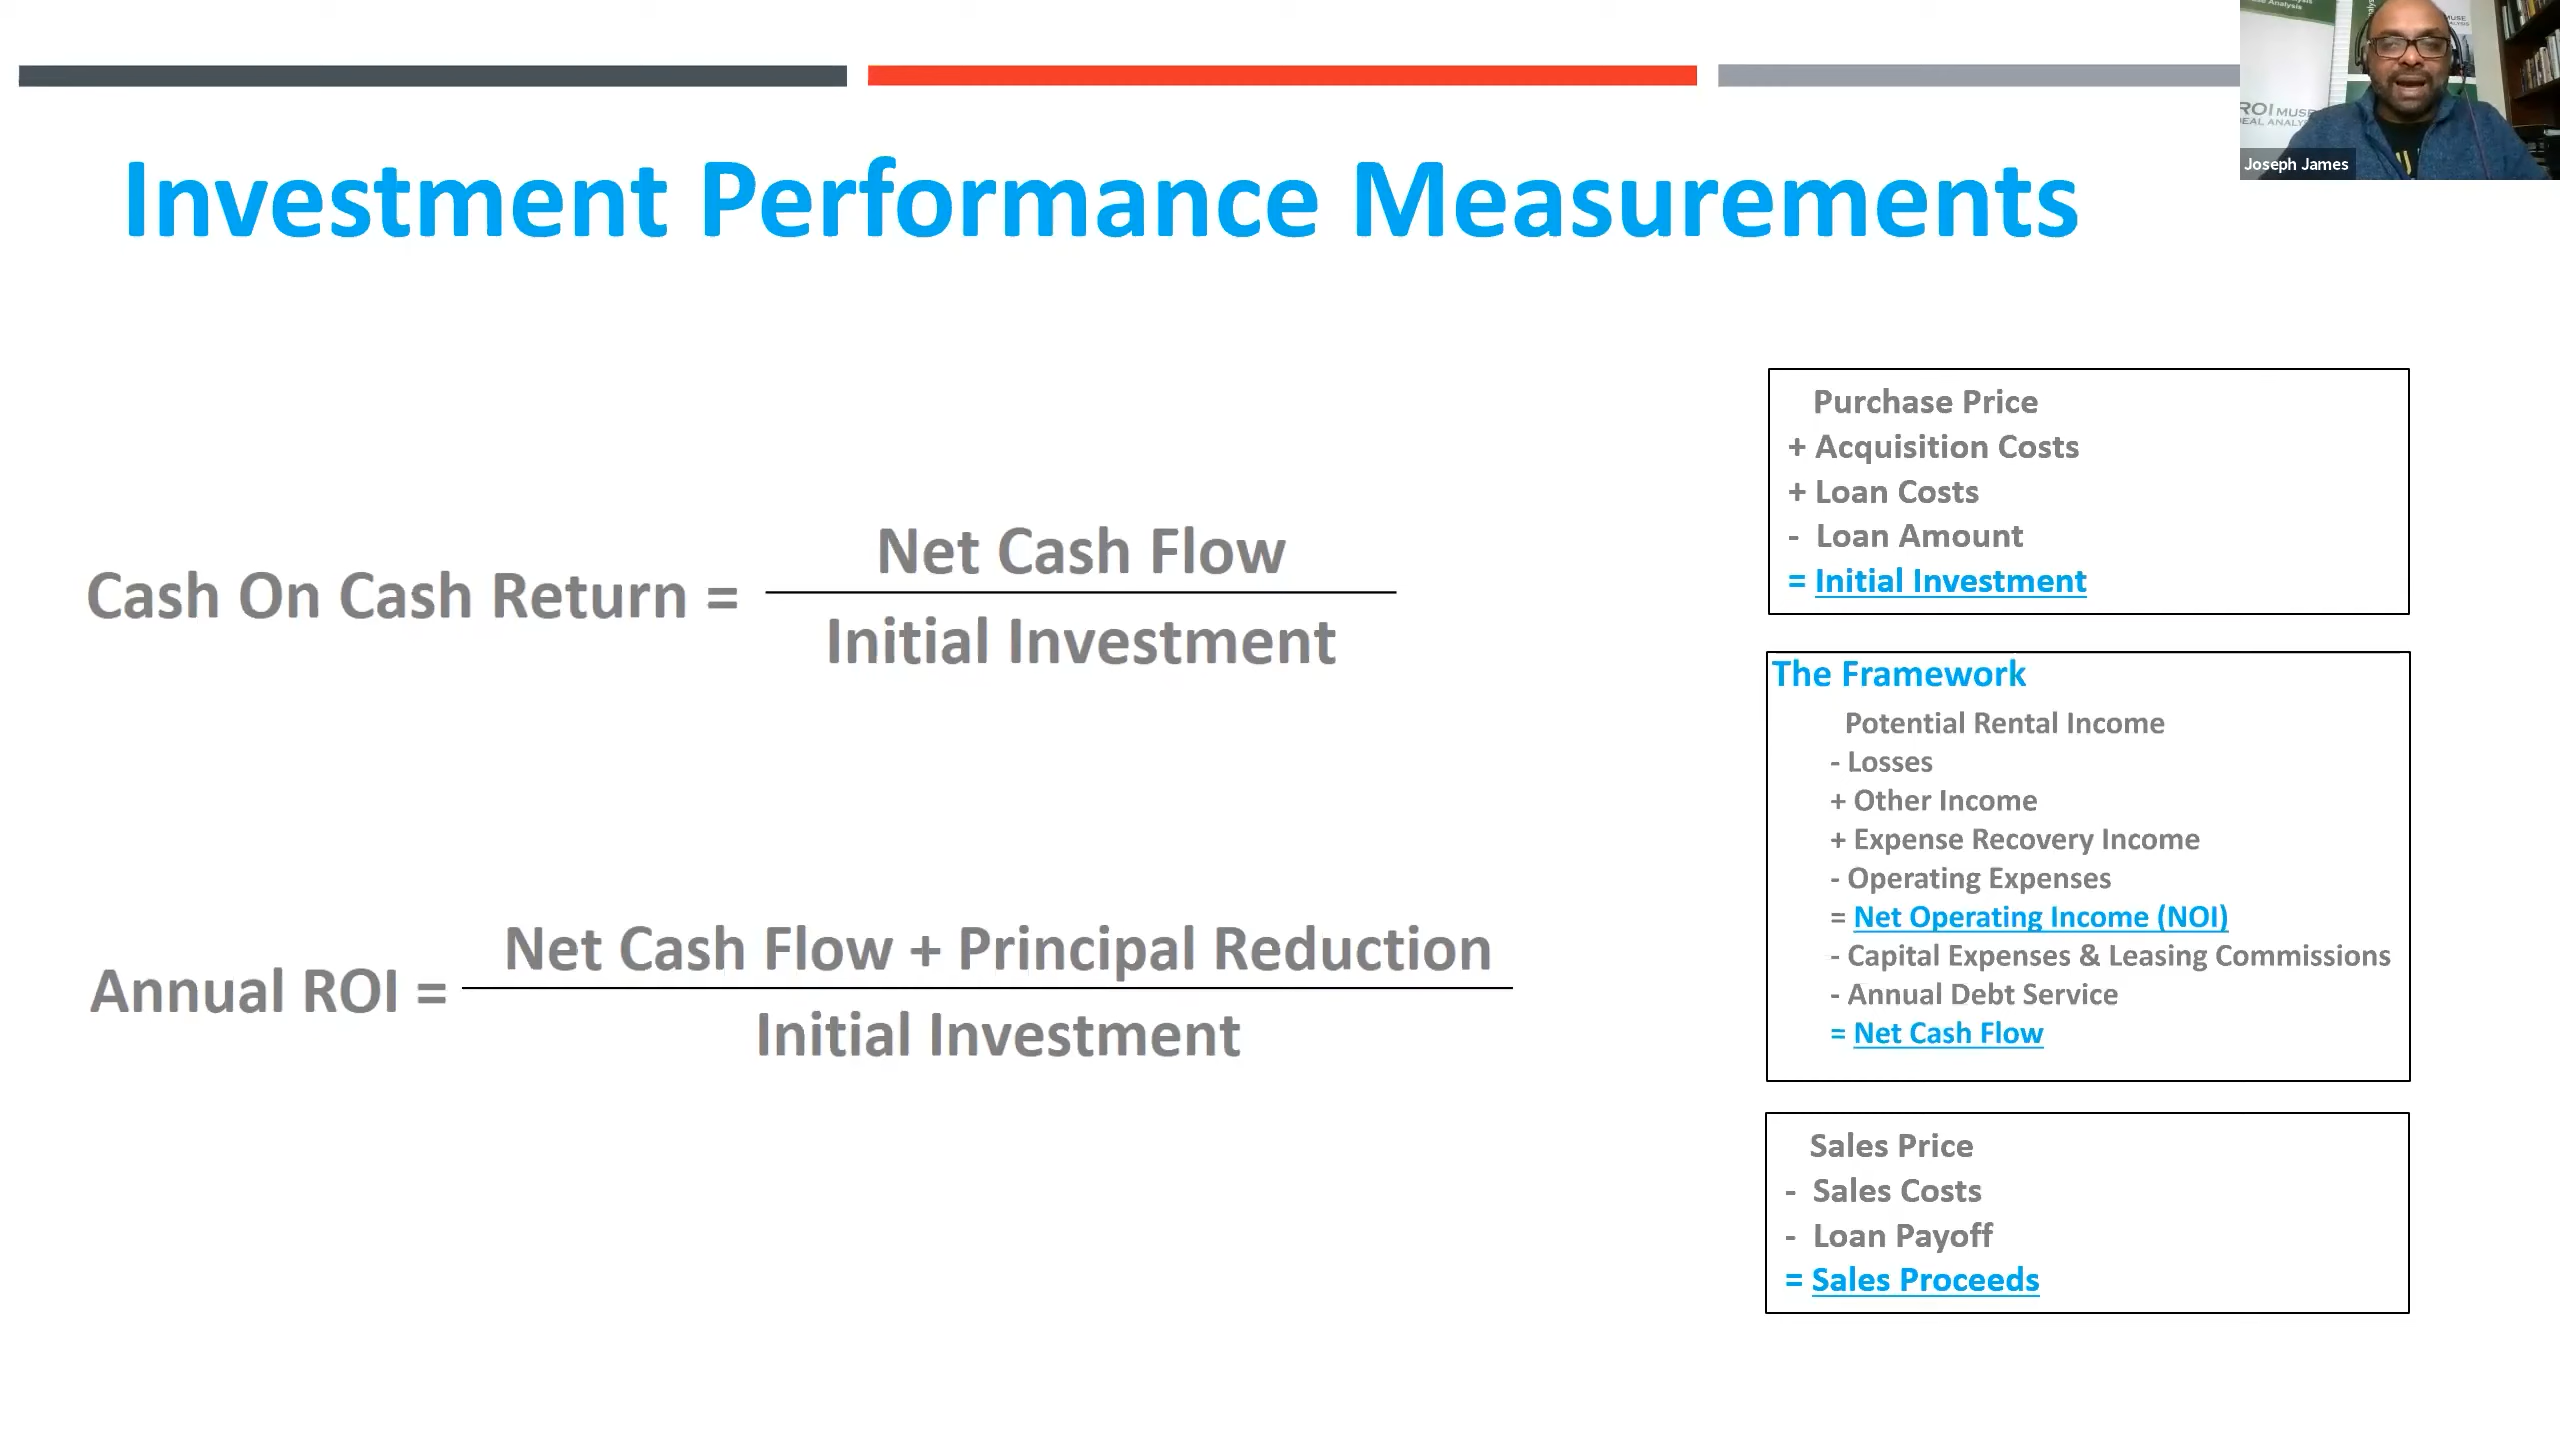 Investment Performance Measurements
Joseph James
ROI MUSE
Cash On Cash Return = Net Cash Flow
Initial Investment
Annual ROI = Net Cash Flow + Principal Reduction
Initial Investment
Purchase Price
+ Acquisition Costs
+ Loan Costs
- Loan Amount
= Initial Investment
The Framework
Potential Rental Income
- Losses
+ Other Income
+ Expense Recovery Income
- Operating Expenses
= Net Operating Income (NOI)
- Capital Expenses & Leasing Commissions
- Annual Debt Service
= Net Cash Flow
Sales Price
- Sales Costs
- Loan Payoff
= Sales Proceeds